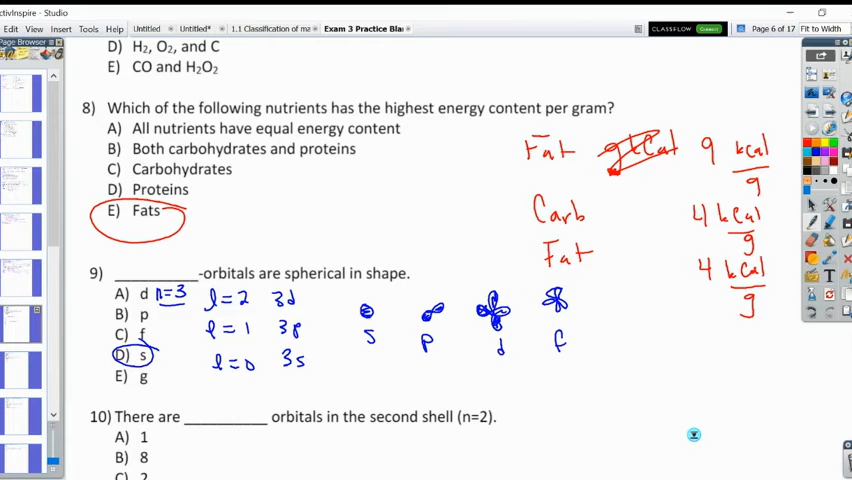 ctivInspire - Studio
Edit View Insert Tools Help Untitled Untitled* 1.1 Classification of ma Exam 3 Practice Bla CLASSFLOW Connect Page 6 of 17 Fit to Width
Page Browser
D) H₂, O₂, and C
E) CO and H₂O₂
8) Which of the following nutrients has the highest energy content per gram?
A) All nutrients have equal energy content
B) Both carbohydrates and proteins
C) Carbohydrates
D) Proteins
E) Fats
Fat 9 kcal/g
Carb 4 kcal/g
Fat 4 kcal/g
9) __________-orbitals are spherical in shape.
A) d n=3 l=2 3d
B) p l=1 3p
C) f
D) s l=0 3s
E) g
s p d f
10) There are __________ orbitals in the second shell (n=2).
A) 1
B) 8
C) 2